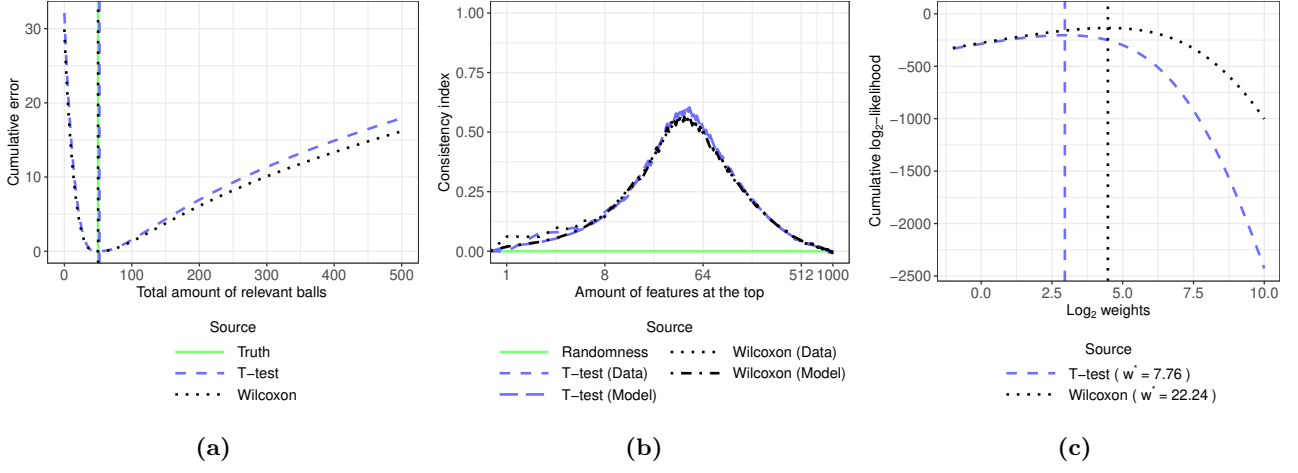 Cumulative error
30
20
10
0
0
100
200
300
400
500
Total amount of relevant balls
Source
Truth
T-test
Wilcoxon
(a)
Consistency index
1.00
0.75
0.50
0.25
0.00
1
8
64
512 1000
Amount of features at the top
Source
Randomness
T-test (Data)
T-test (Model)
Wilcoxon (Data)
Wilcoxon (Model)
(b)
Cumulative log₂-likelihood
0
−500
−1000
−1500
−2000
−2500
0.0
2.5
5.0
7.5
10.0
Log₂ weights
Source
T-test ( w* = 7.76 )
Wilcoxon ( w* = 22.24 )
(c)